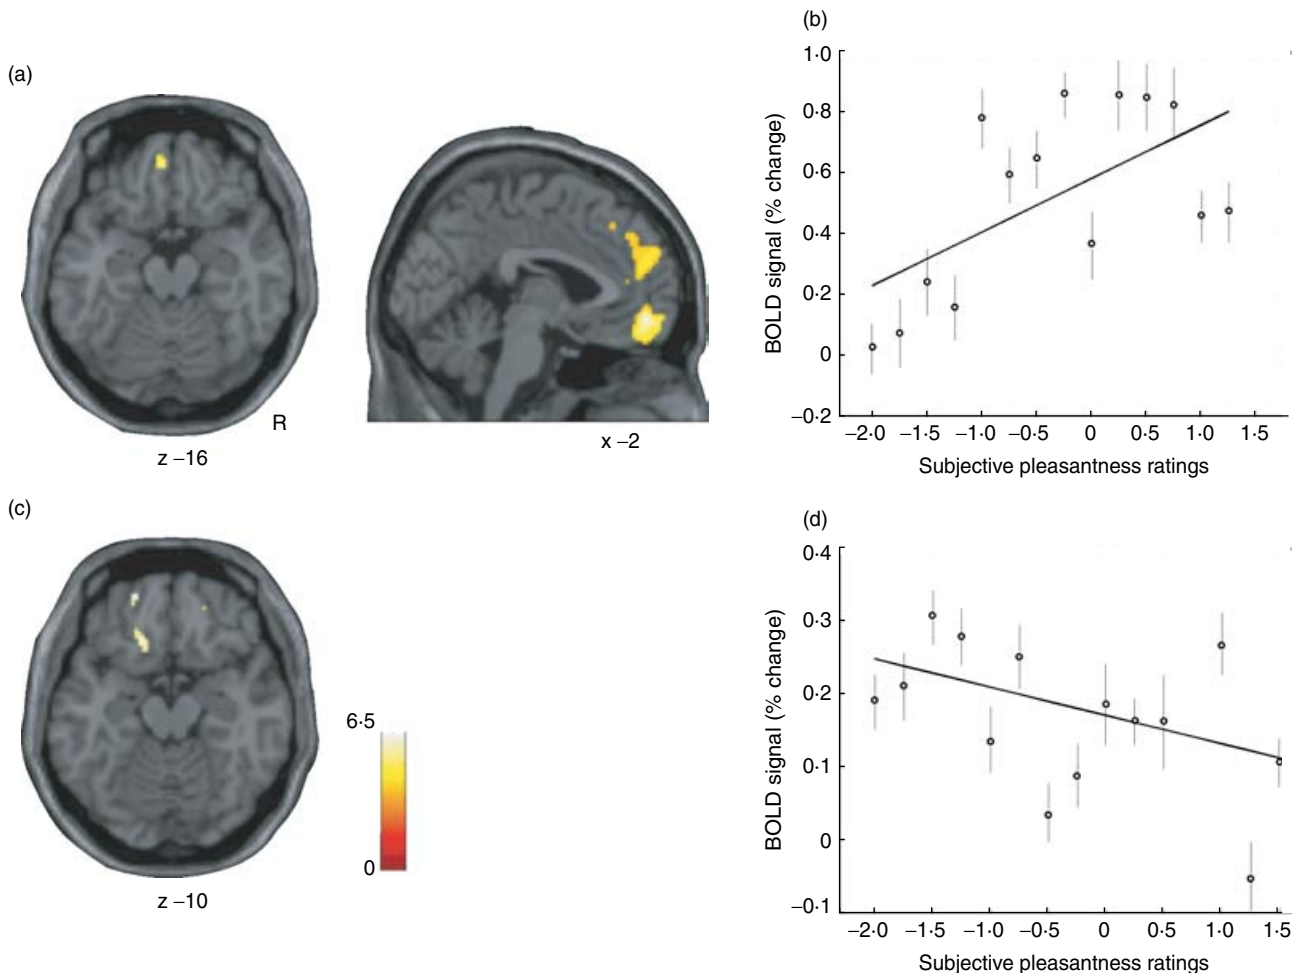 (a)
R
z −16
x −2
(b)
BOLD signal (% change)
1·0
0·8
0·6
0·4
0·2
0
−0·2
−2·0 −1·5 −1·0 −0·5 0 0·5 1·0 1·5
Subjective pleasantness ratings
(c)
z −10
6·5
0
(d)
BOLD signal (% change)
0·4
0·3
0·2
0·1
0
−0·1
−2·0 −1·5 −1·0 −0·5 0 0·5 1·0 1·5
Subjective pleasantness ratings